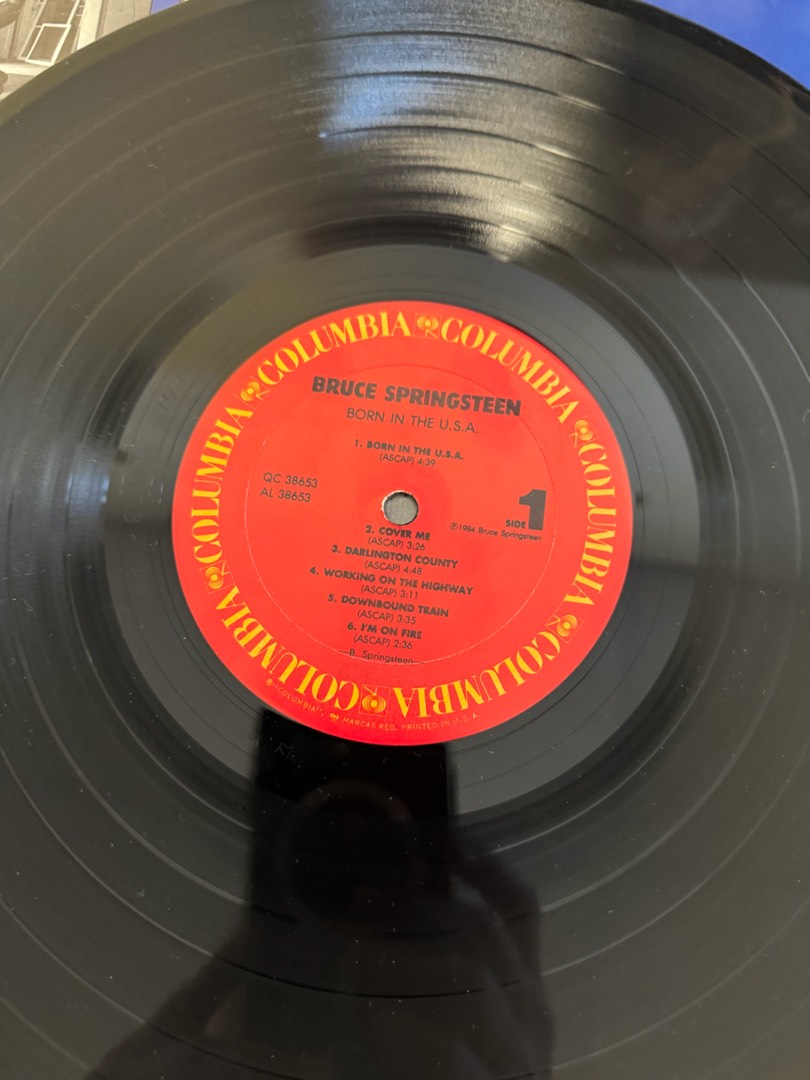 COLUMBIA COLUMBIA COLUMBIA COLUMBIA COLUMBIA COLUMBIA COLUMBIA COLUMBIA
BRUCE SPRINGSTEEN
BORN IN THE U.S.A.
1. BORN IN THE U.S.A.
(ASCAP) 4:39
QC 38653
AL 38653
SIDE 1
℗1984 Bruce Springsteen
2. COVER ME
(ASCAP) 3:26
3. DARLINGTON COUNTY
(ASCAP) 4:48
4. WORKING ON THE HIGHWAY
(ASCAP) 3:11
5. DOWNBOUND TRAIN
(ASCAP) 3:35
6. I'M ON FIRE
(ASCAP) 2:36
—B. Springsteen—
"COLUMBIA", MARCAS REG. PRINTED IN U.S.A.